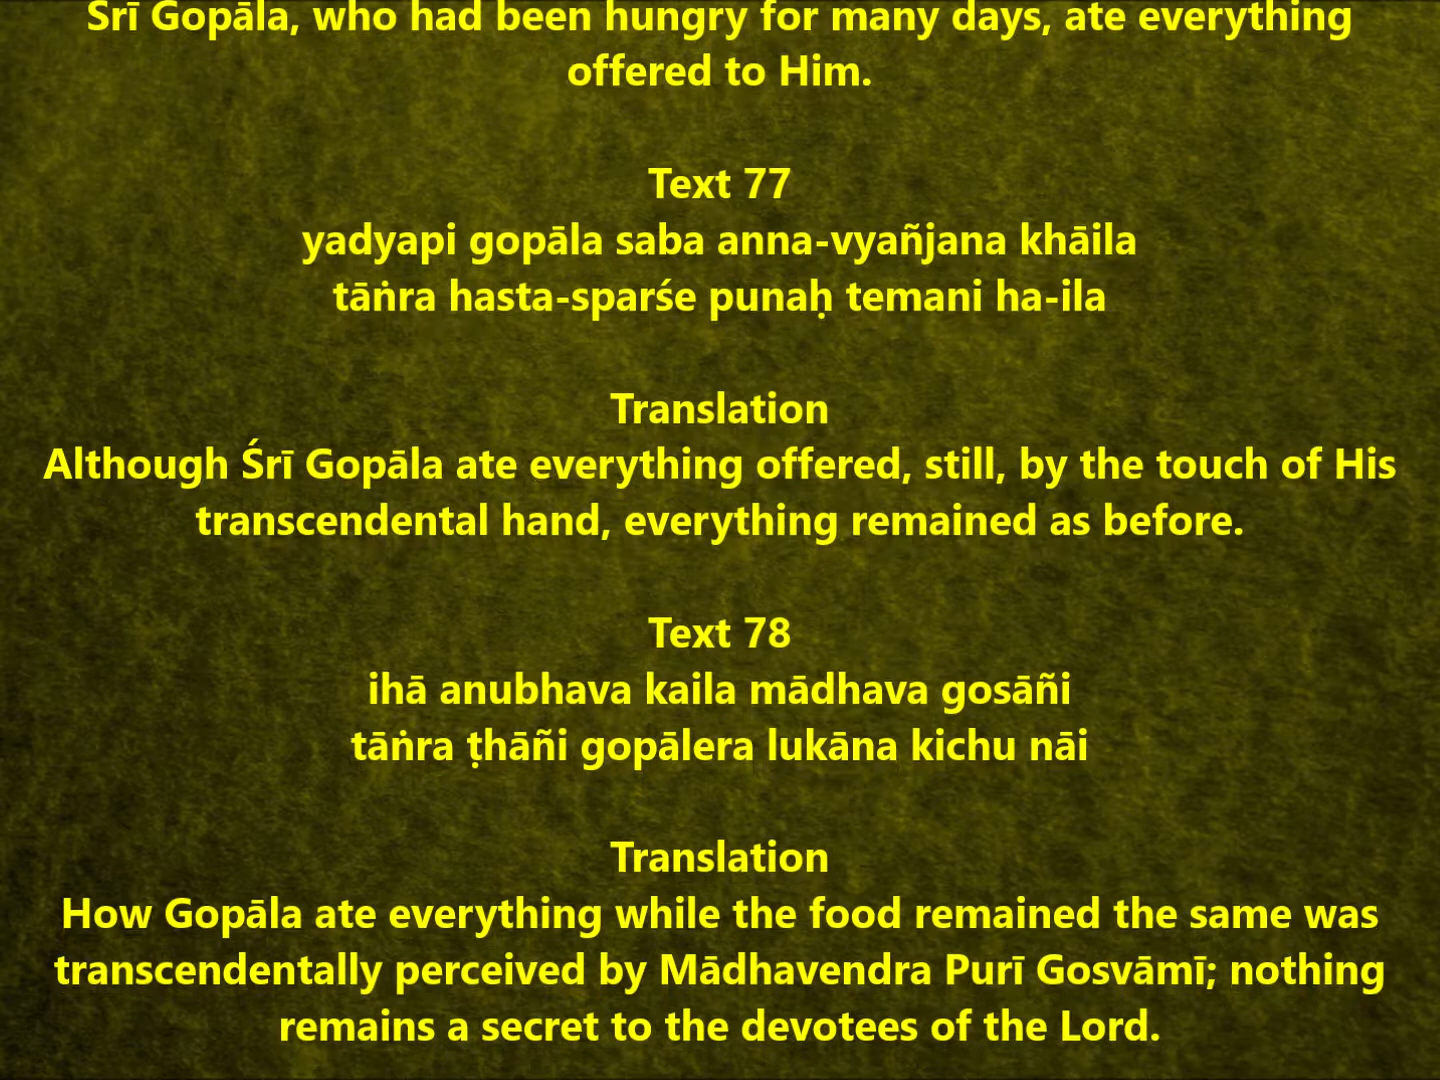 Śrī Gopāla, who had been hungry for many days, ate everything
offered to Him.
Text 77
yadyapi gopāla saba anna-vyañjana khāila
tāṅra hasta-sparśe punaḥ temani ha-ila
Translation
Although Śrī Gopāla ate everything offered, still, by the touch of His
transcendental hand, everything remained as before.
Text 78
ihā anubhava kaila mādhava gosāñi
tāṅra ṭhāñi gopālera lukāna kichu nāi
Translation
How Gopāla ate everything while the food remained the same was
transcendentally perceived by Mādhavendra Purī Gosvāmī; nothing
remains a secret to the devotees of the Lord.